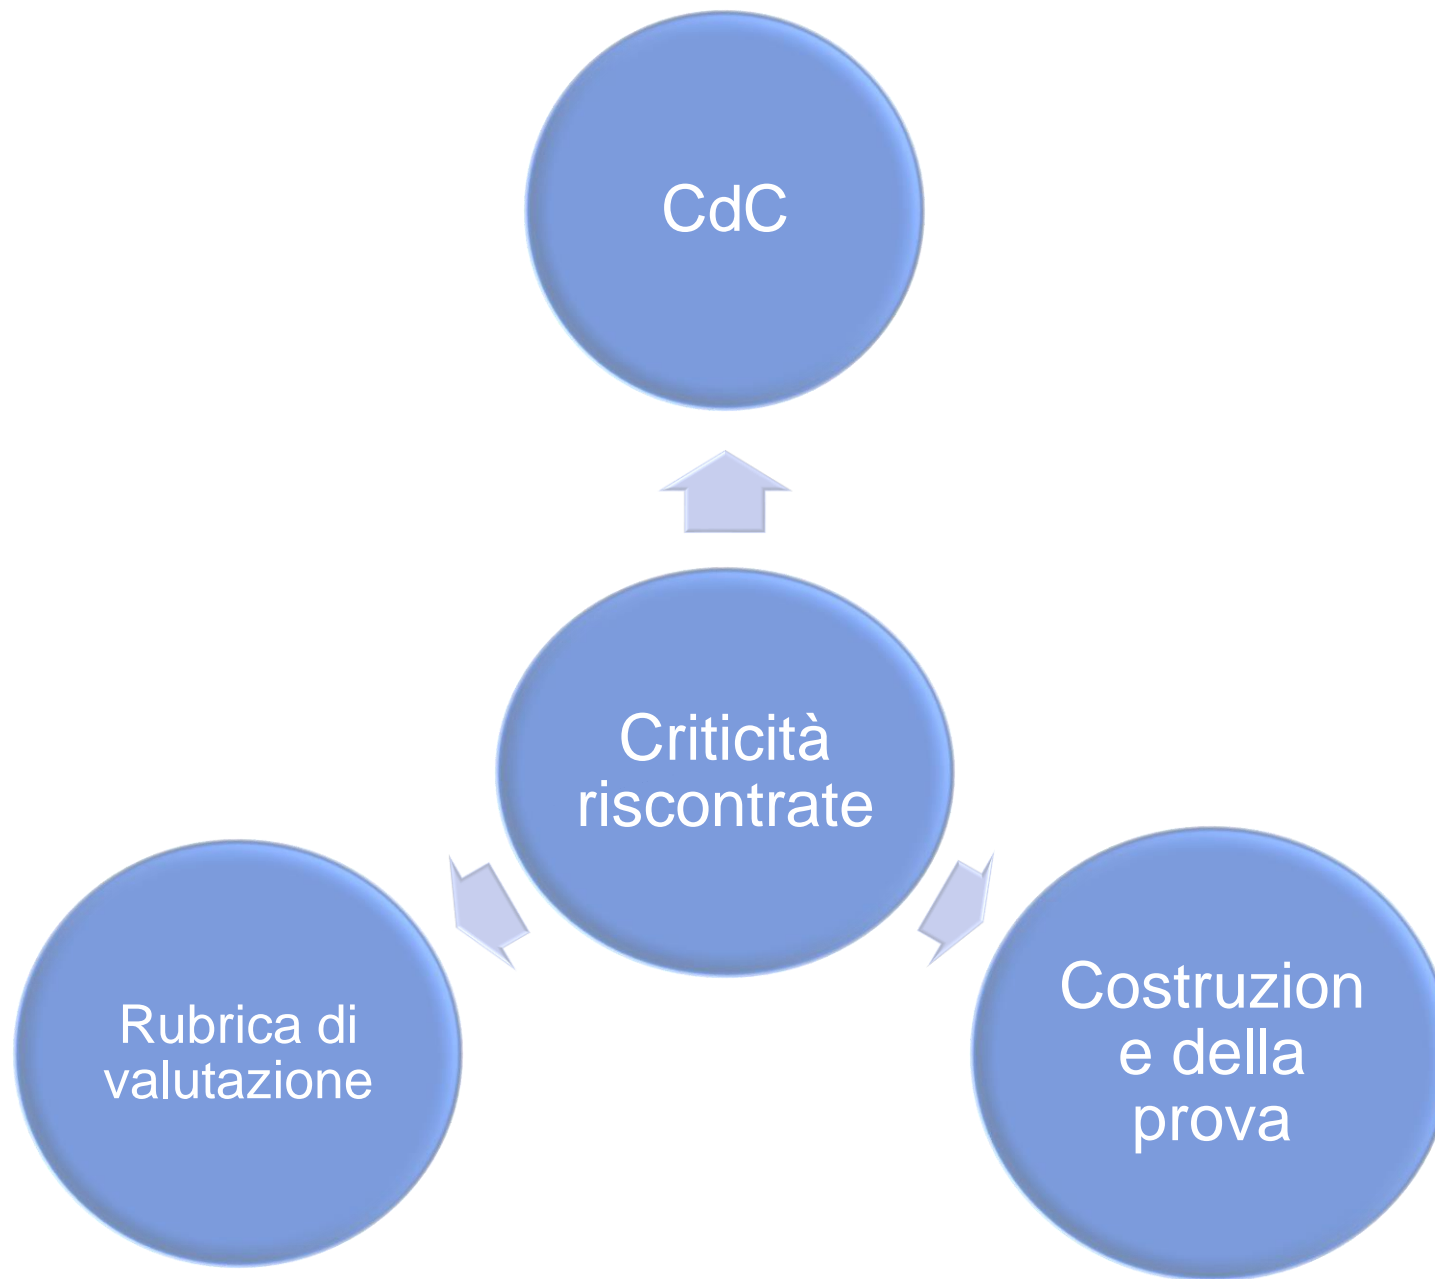 CdC
Criticità
riscontrate
Rubrica di
valutazione
Costruzion
e della
prova